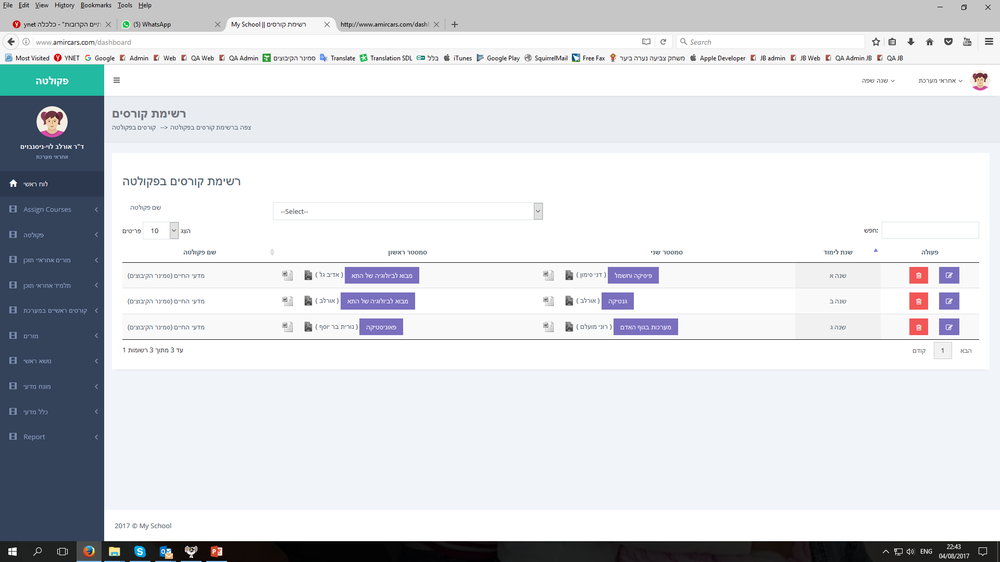 File Edit View History Bookmarks Tools Help
ynet תיים הקרובות" - כלכלה
(5) WhatsApp
My School || רשימת קורסים
http://www.amircars.com/dashb
www.amircars.com/dashboard
Search
Most Visited YNET Google Admin Web QA Web QA Admin סמינר הקיבוצים Translate Translation SDL בלל iTunes Google Play SquirrelMail Free Fax משחק צביעה נערה ביער Apple Developer JB admin JB Web QA Admin JB QA JB
פקולטה
שנה שפה
אחראי מערכת
ד"ר אורלב לוי-ניסנבוים
אחראי מערכת
לוח ראשי
Assign Courses
פקולטה
מורים אחראיי תוכן
תלמיד אחראי תוכן
קורסים ראשיים במערכת
מורים
נושא ראשי
מונח מדעי
כלל מדעי
Report
רשימת קורסים
קורסים בפקולטה --> צפה ברשימת קורסים בפקולטה
רשימת קורסים בפקולטה
שם פקולטה
--Select--
פריטים 10 הצג
חפש:
שם פקולטה סמסטר ראשון סמסטר שני שנת לימוד פעולה
מדעי החיים (סמינר הקיבוצים) ( אדיב גל ) מבוא לביולוגיה של התא ( דני סימון ) פיסיקה וחשמל שנה א
מדעי החיים (סמינר הקיבוצים) ( אורלב ) מבוא לביולוגיה של התא ( אורלב ) גנטיקה שנה ב
מדעי החיים (סמינר הקיבוצים) ( נורית בר יוסף ) פאוניסטיקה ( רוני מועלם ) מערכות בגוף האדם שנה ג
1 עד 3 מתוך 3 רשומות
קודם 1 הבא
2017 © My School
ENG
22:43
04/08/2017